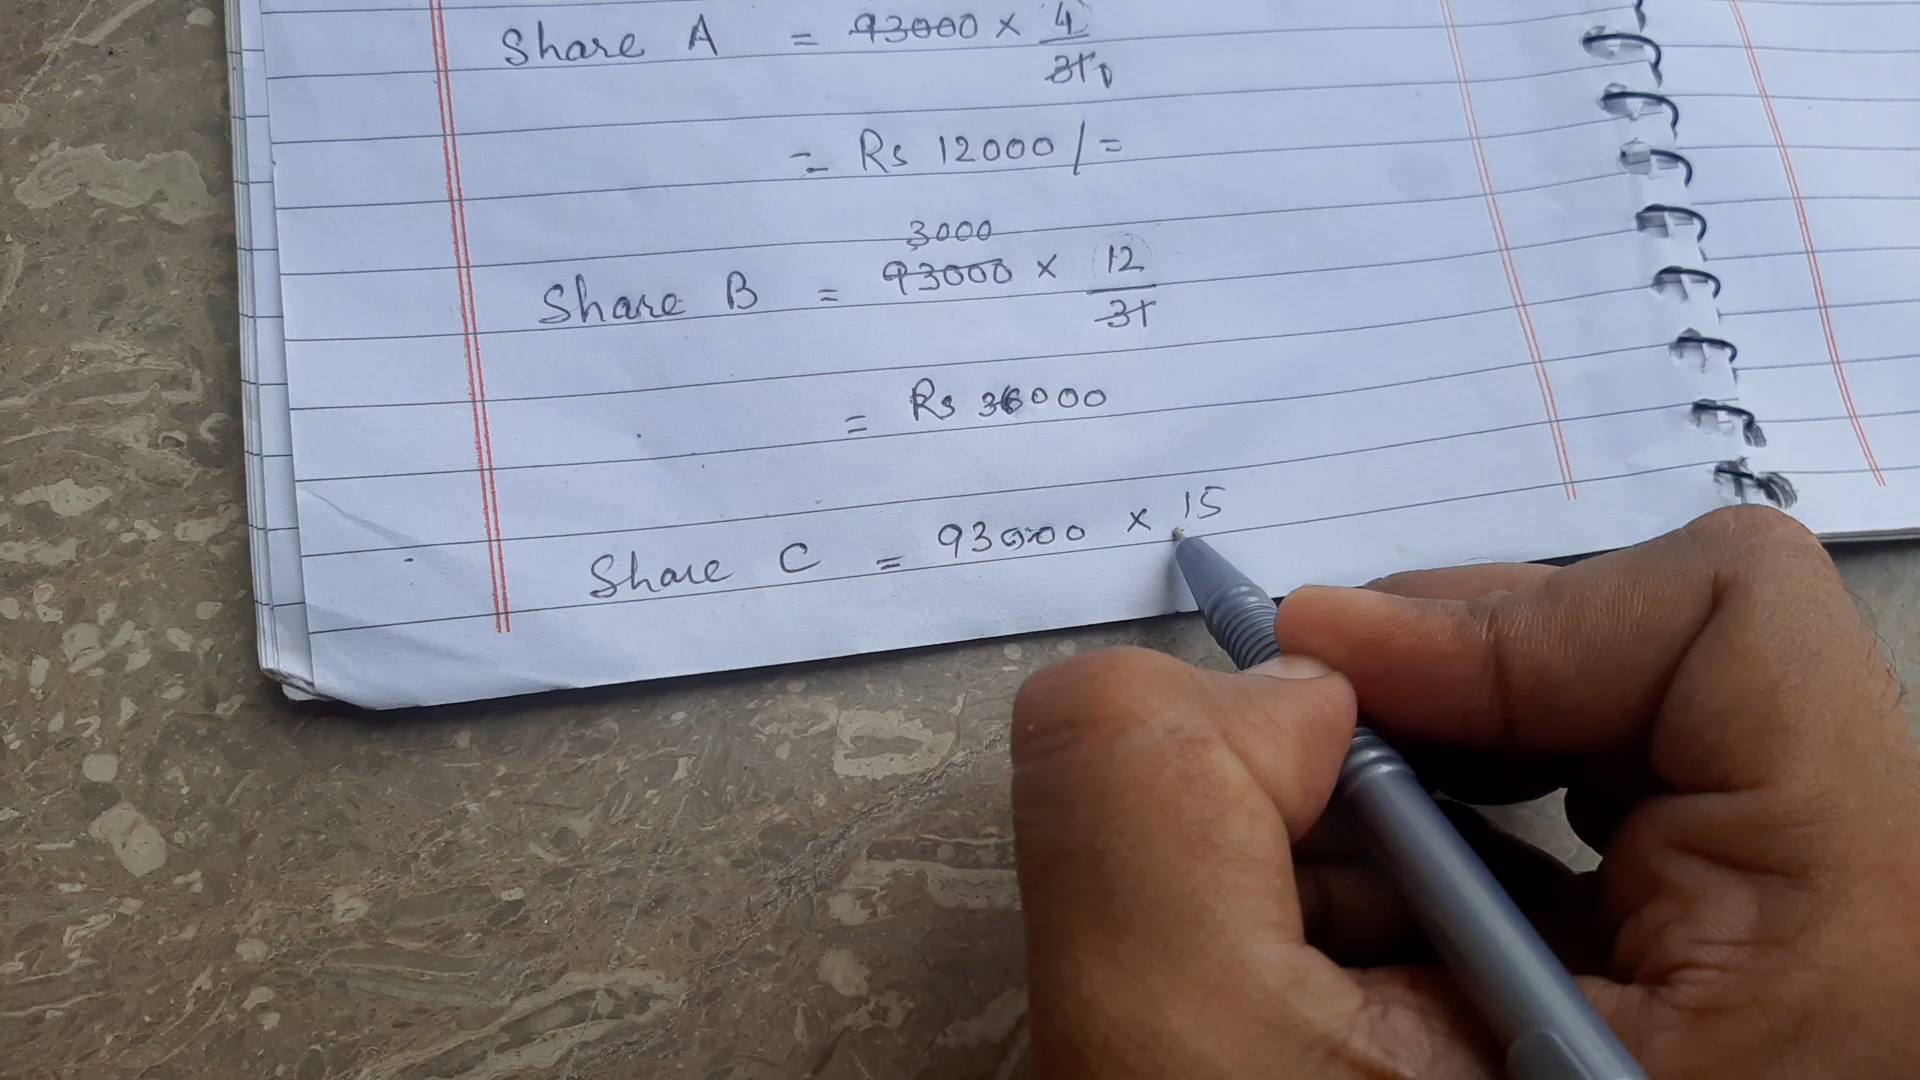 Share A = 93000 × 4/31
= Rs 12000/=
3000
Share B = 93000 × 12/31
= Rs 36000
Share C = 93000 × 15